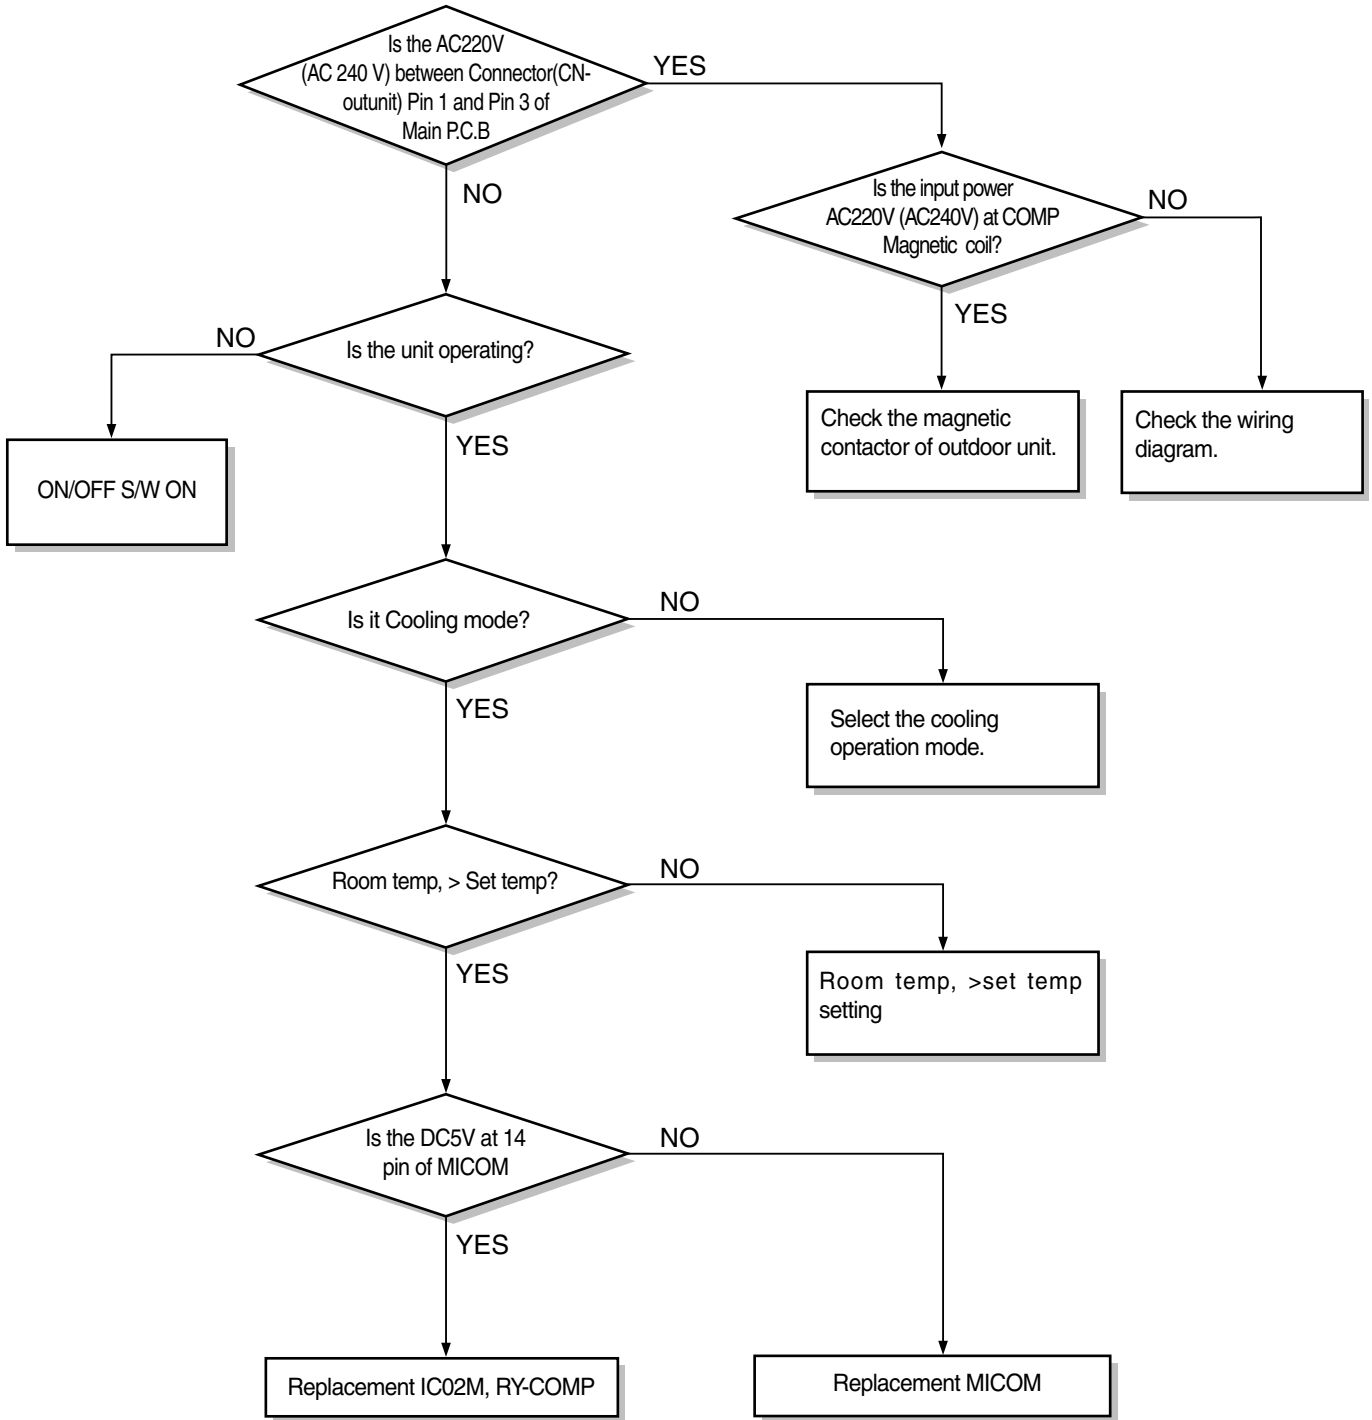 Is the AC220V
(AC 240 V) between Connector(CN-
outunit) Pin 1 and Pin 3 of
Main P.C.B
YES
NO
Is the input power
AC220V (AC240V) at COMP
Magnetic coil?
NO
YES
Is the unit operating?
NO
YES
Check the magnetic
contactor of outdoor unit.
Check the wiring
diagram.
ON/OFF S/W ON
Is it Cooling mode?
NO
YES
Select the cooling
operation mode.
Room temp, > Set temp?
NO
YES
Room temp, >set temp
setting
Is the DC5V at 14
pin of MICOM
NO
YES
Replacement IC02M, RY-COMP
Replacement MICOM